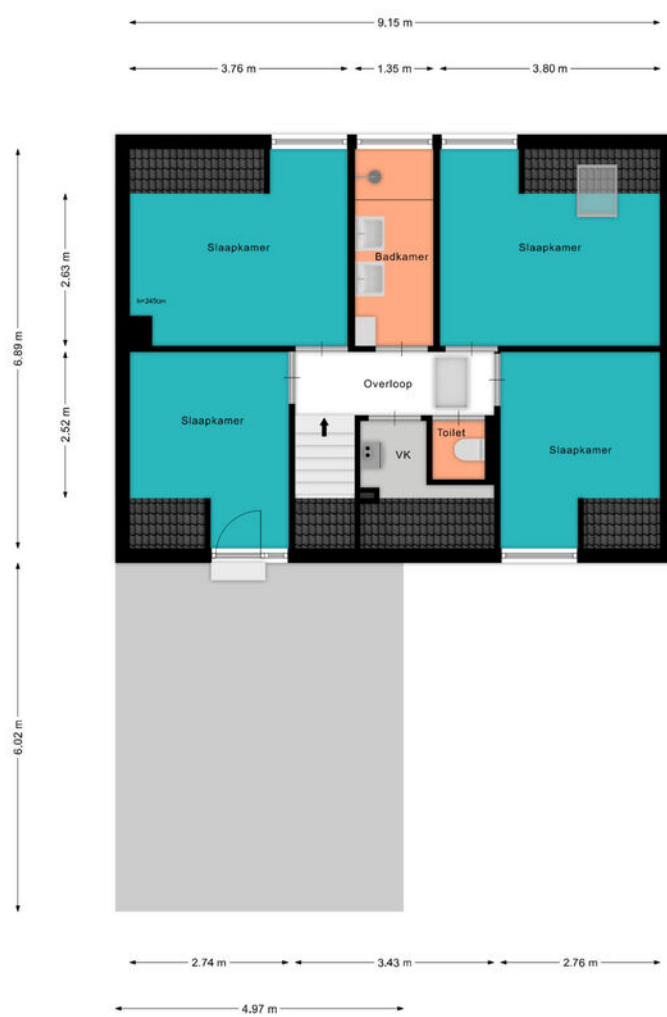 9.15 m
3.76 m
1.35 m
3.80 m
Slaapkamer
Badkamer
Slaapkamer
2.63 m
h=245cm
6.89 m
Overloop
2.52 m
Slaapkamer
Toilet
VK
Slaapkamer
6.02 m
2.74 m
3.43 m
2.76 m
4.97 m